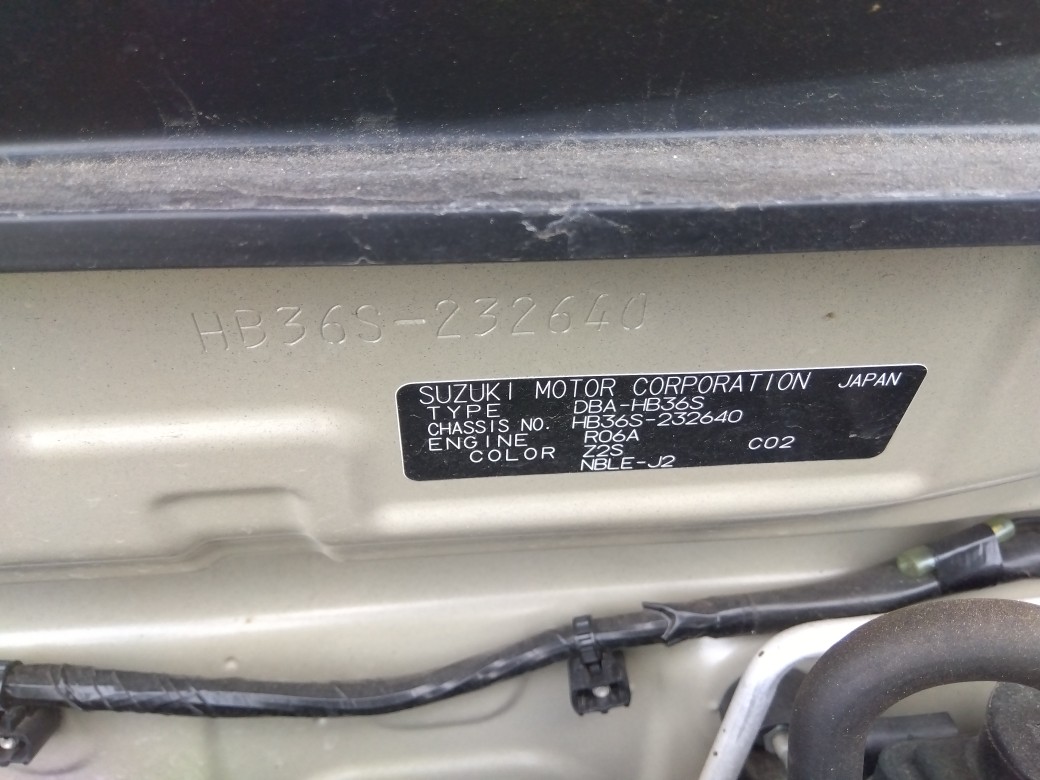 HB36S-232640
SUZUKI MOTOR CORPORATION JAPAN
TYPE DBA-HB36S
CHASSIS NO. HB36S-232640
ENGINE R06A C02
COLOR Z2S
NBLE-J2